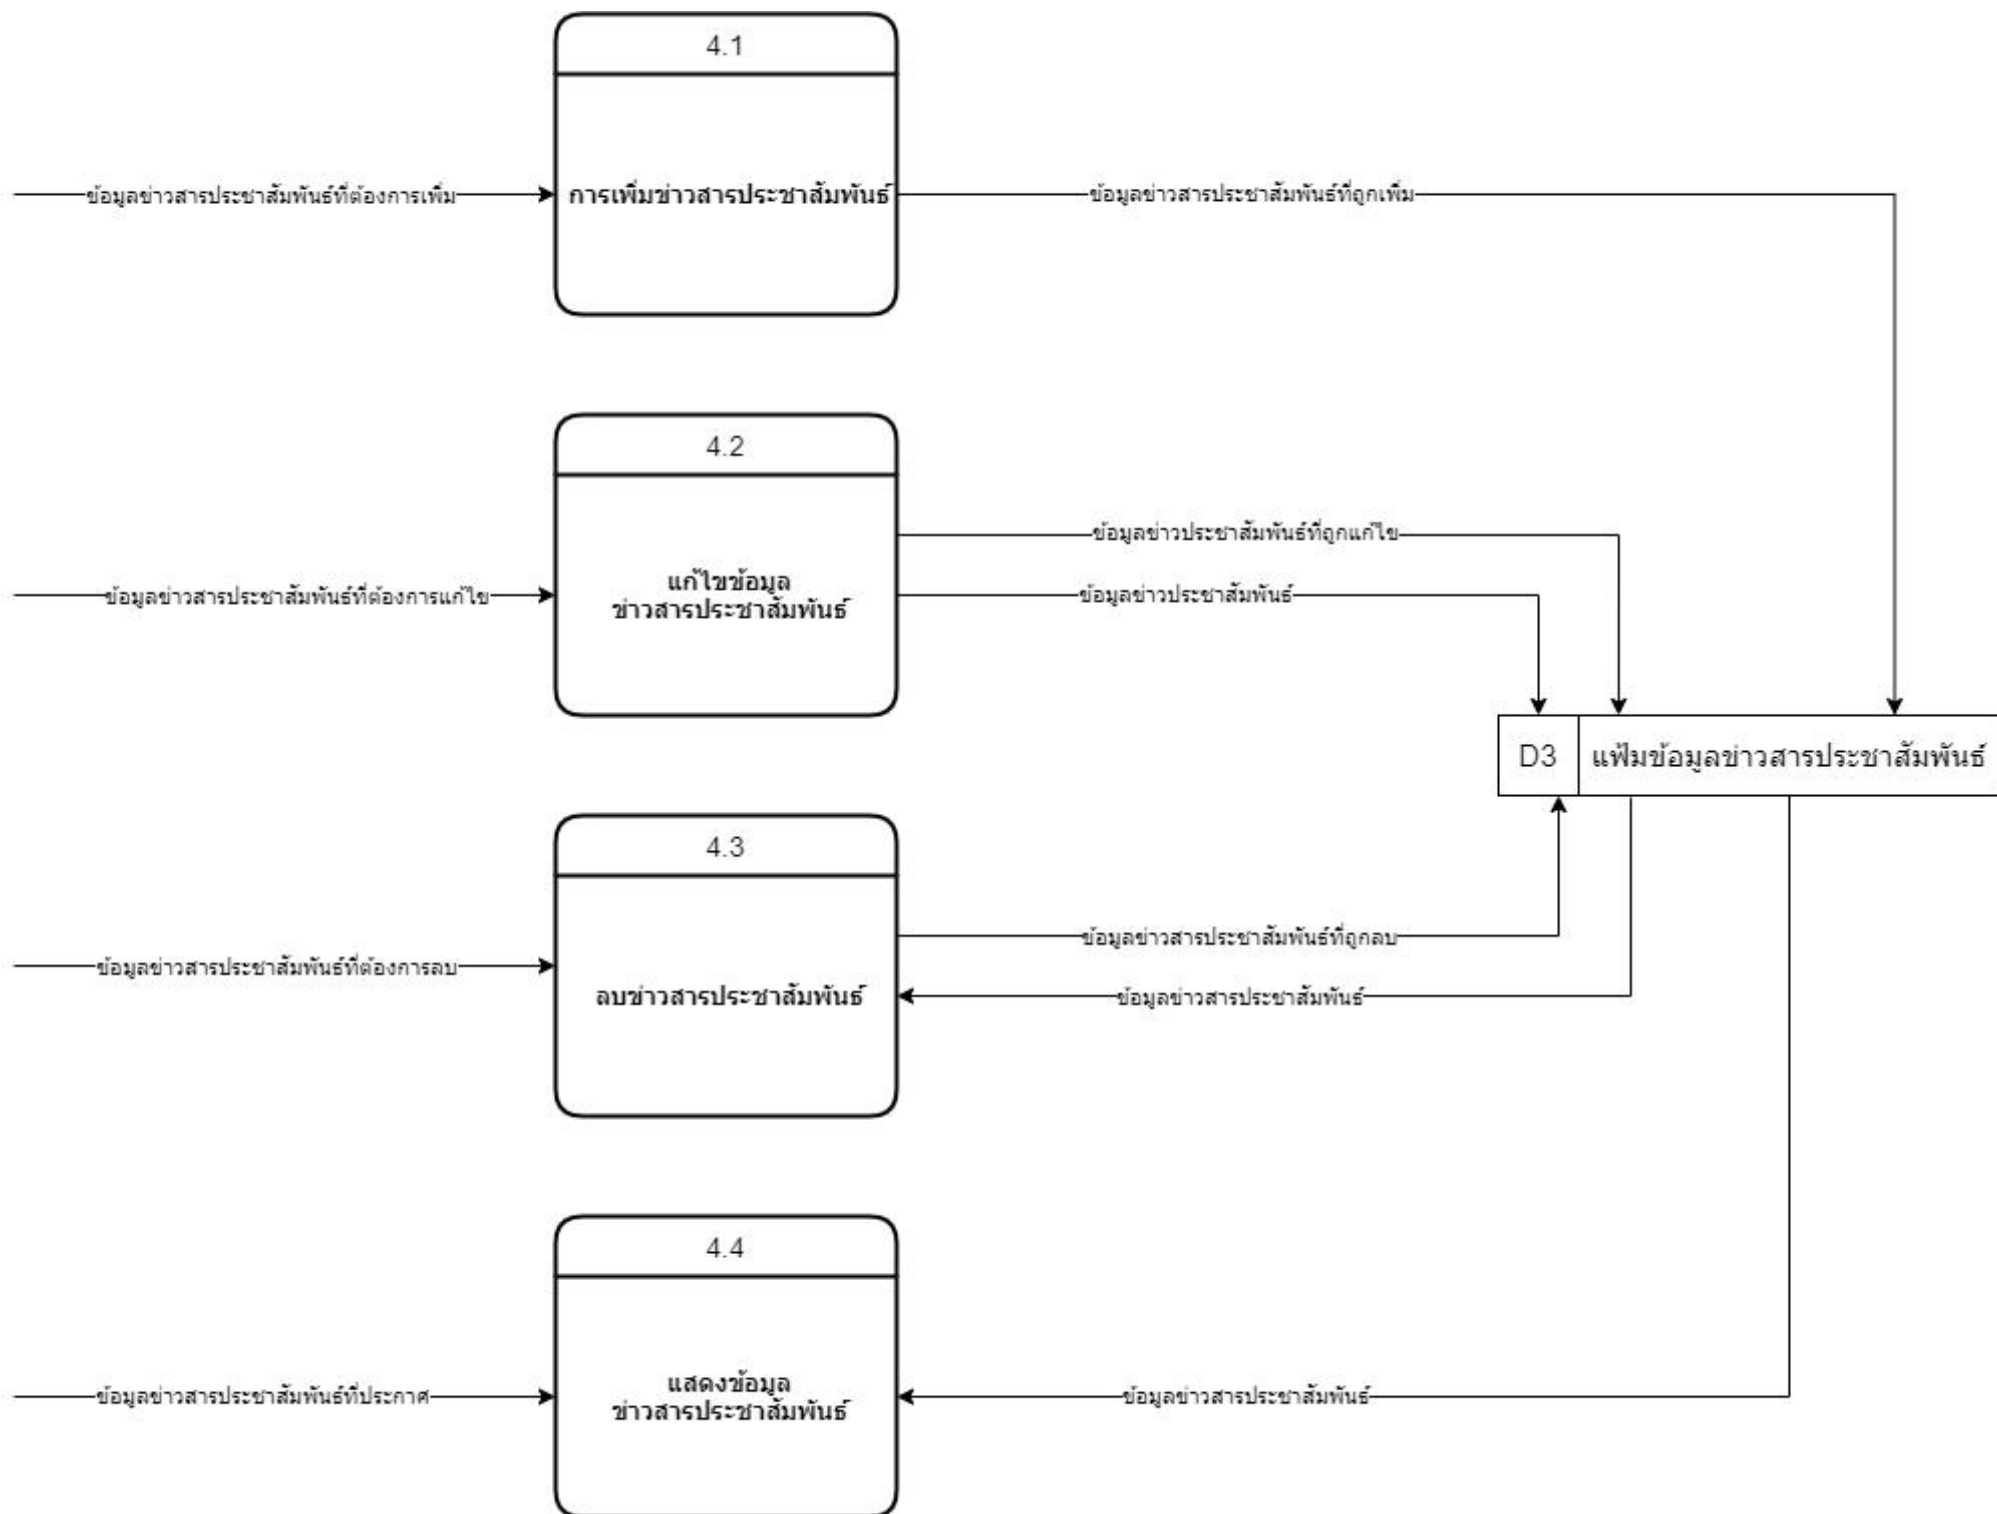 4.1
ข้อมูลข่าวสารประชาสัมพันธ์ที่ต้องการเพิ่ม
การเพิ่มข่าวสารประชาสัมพันธ์
ข้อมูลข่าวสารประชาสัมพันธ์ที่ถูกเพิ่ม
4.2
ข้อมูลข่าวประชาสัมพันธ์ที่ถูกแก้ไข
ข้อมูลข่าวสารประชาสัมพันธ์ที่ต้องการแก้ไข
แก้ไขข้อมูล
ข่าวสารประชาสัมพันธ์
ข้อมูลข่าวประชาสัมพันธ์
D3
แฟ้มข้อมูลข่าวสารประชาสัมพันธ์
4.3
ข้อมูลข่าวสารประชาสัมพันธ์ที่ถูกลบ
ข้อมูลข่าวสารประชาสัมพันธ์ที่ต้องการลบ
ลบข่าวสารประชาสัมพันธ์
ข้อมูลข่าวสารประชาสัมพันธ์
4.4
ข้อมูลข่าวสารประชาสัมพันธ์ที่ประกาศ
แสดงข้อมูล
ข่าวสารประชาสัมพันธ์
ข้อมูลข่าวสารประชาสัมพันธ์